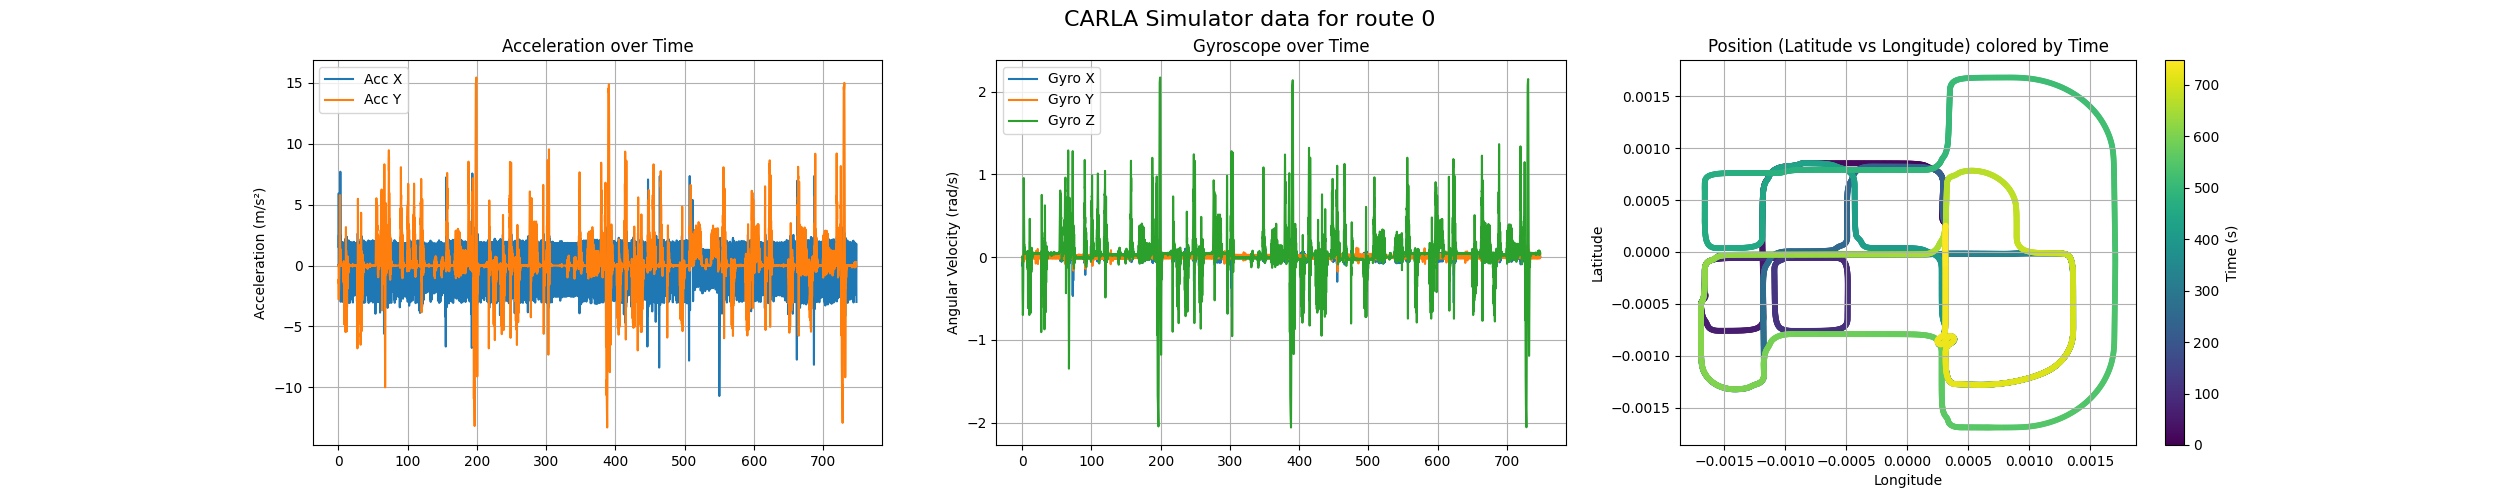 CARLA Simulator data for route 0
Acceleration over Time
Acc X
Acc Y
Acceleration (m/s²)
15
10
5
0
−5
−10
0 100 200 300 400 500 600 700
Gyroscope over Time
Gyro X
Gyro Y
Gyro Z
Angular Velocity (rad/s)
2
1
0
−1
−2
0 100 200 300 400 500 600 700
Position (Latitude vs Longitude) colored by Time
Latitude
0.0015
0.0010
0.0005
0.0000
−0.0005
−0.0010
−0.0015
−0.0015 −0.0010 −0.0005 0.0000 0.0005 0.0010 0.0015
Longitude
700
600
500
400
300
200
100
0
Time (s)